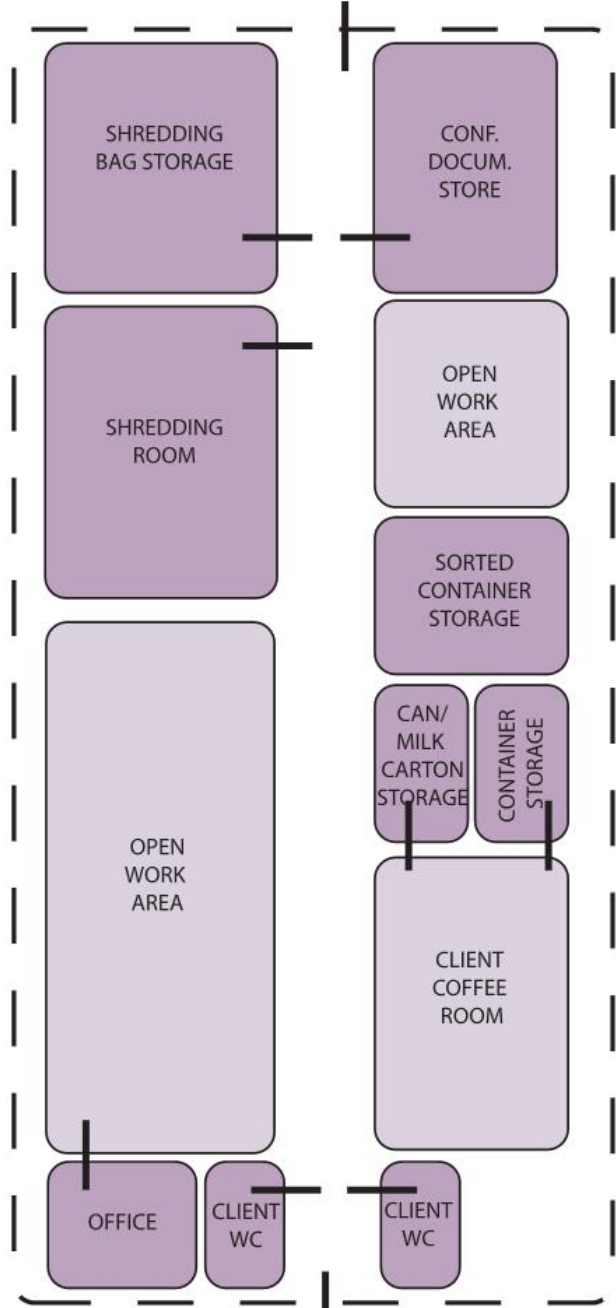 SHREDDING
BAG STORAGE
CONF.
DOCUM.
STORE
SHREDDING
ROOM
OPEN
WORK
AREA
SORTED
CONTAINER
STORAGE
CAN/
MILK
CARTON
STORAGE
CONTAINER
STORAGE
OPEN
WORK
AREA
CLIENT
COFFEE
ROOM
OFFICE
CLIENT
WC
CLIENT
WC